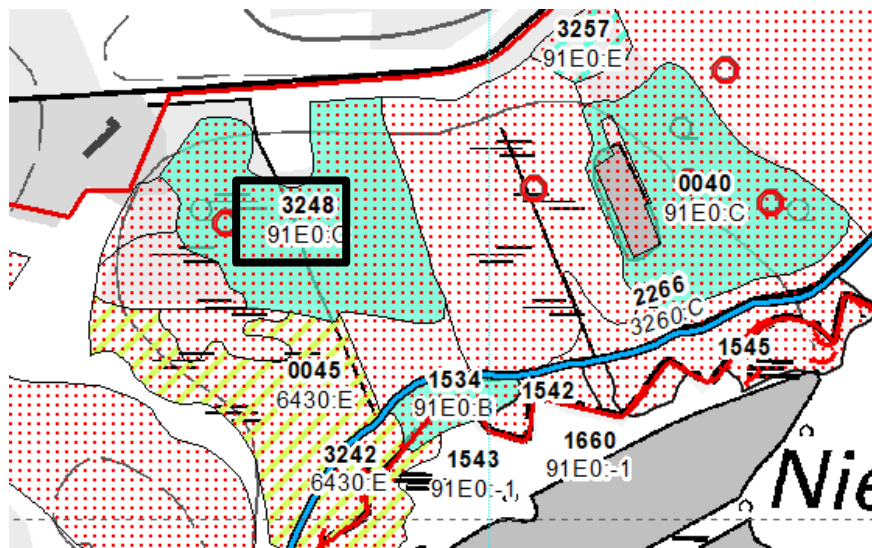 3257
91E0:E
0040
91E0:C
3248
91E0:C
2266
3260:C
1545
0045
6430:E
1534
91E0:B
1542
3242
6430:E
1543
91E0:-1,
1660
91E0:-1
Nie